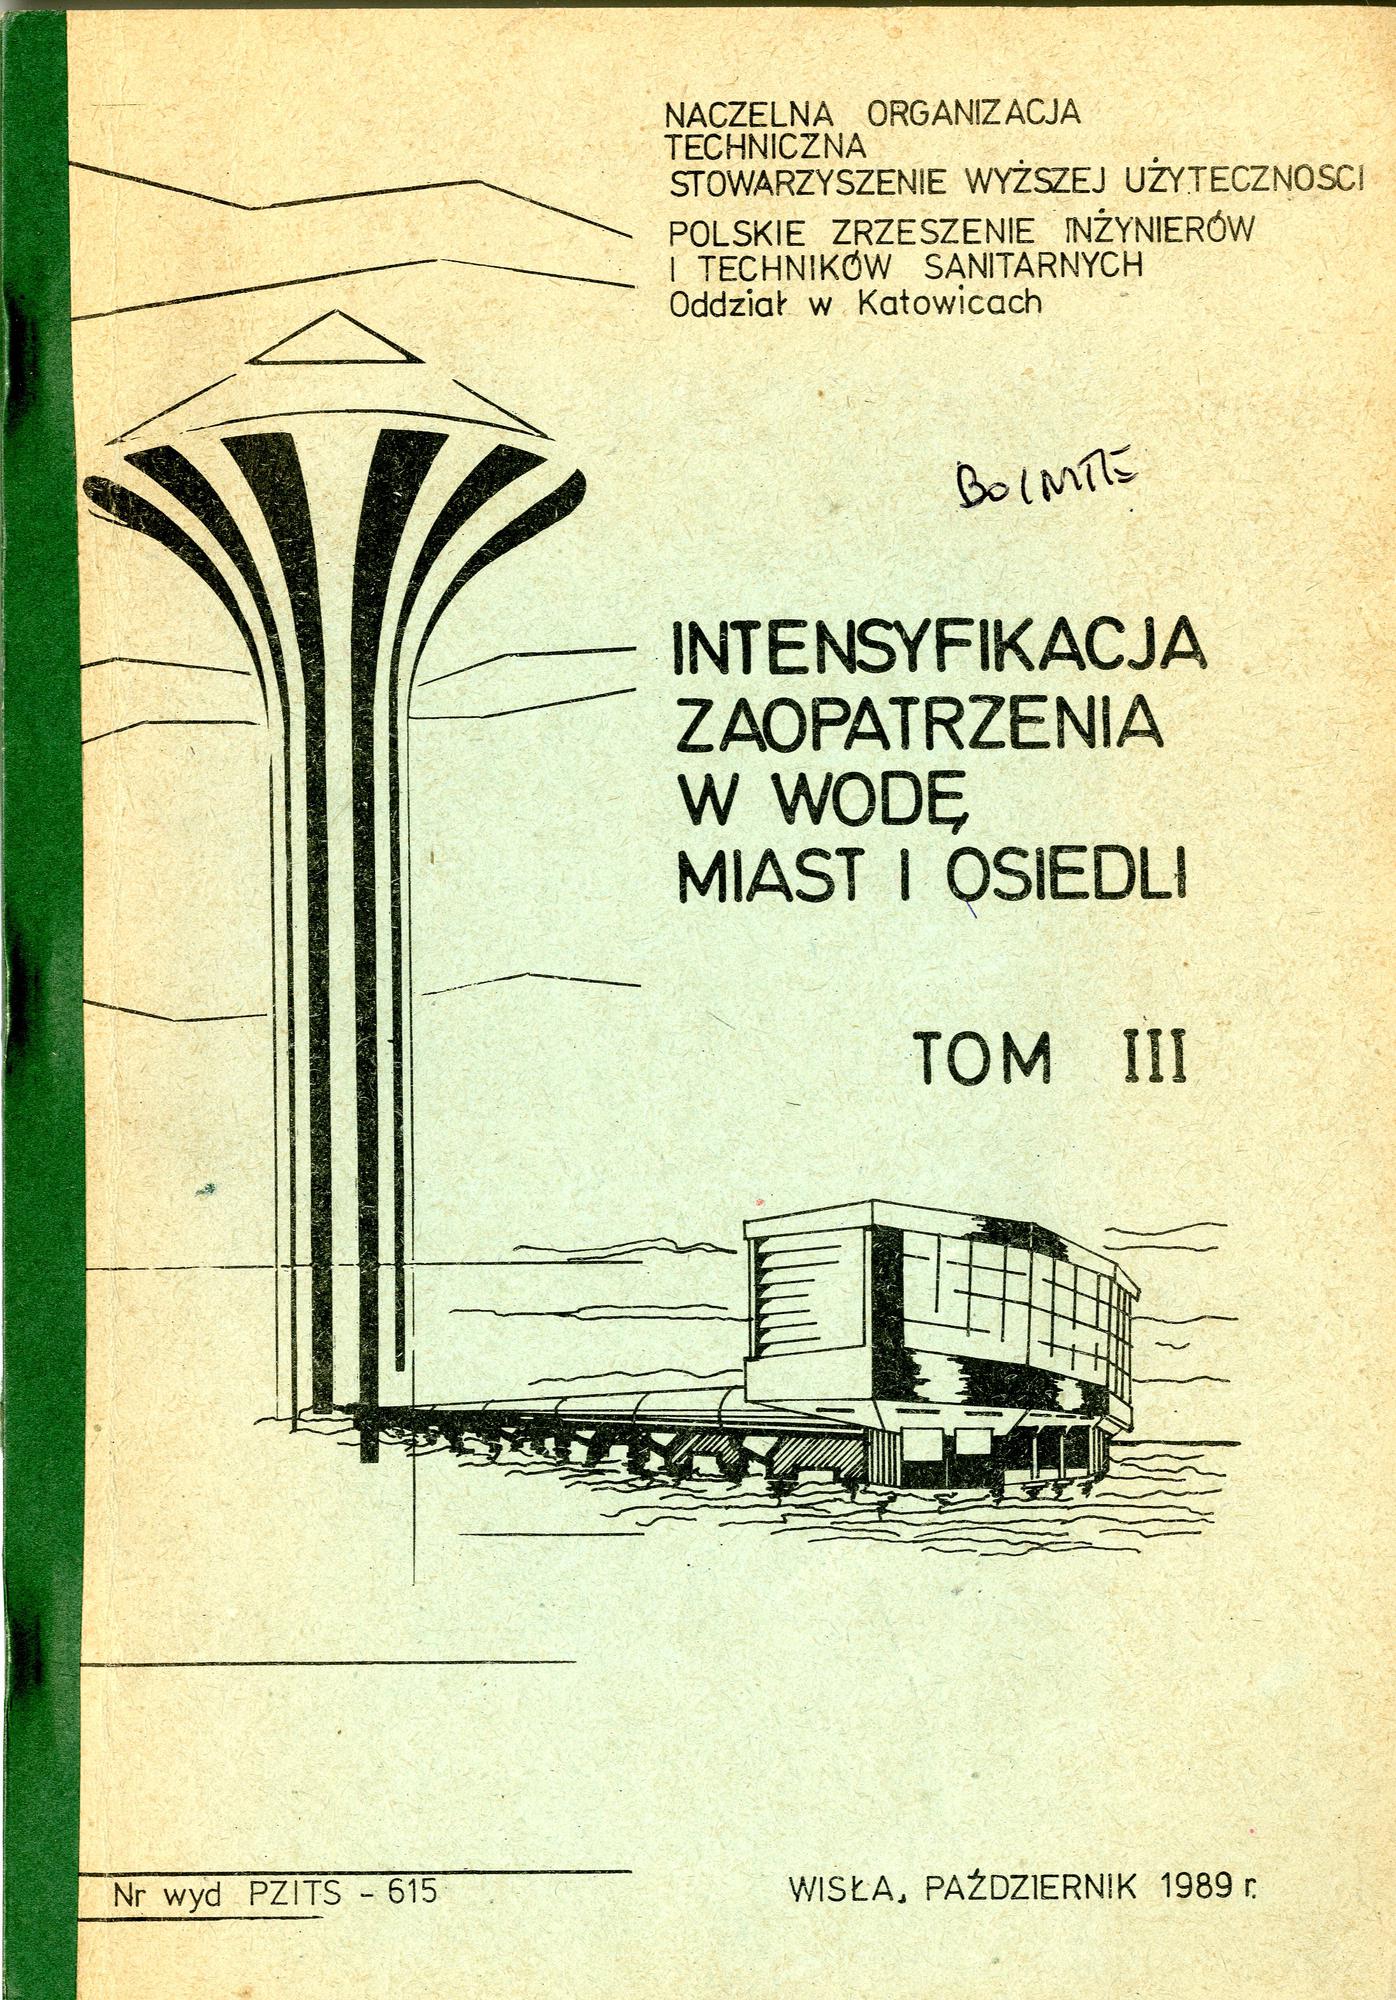 NACZELNA ORGANIZACJA
TECHNICZNA
STOWARZYSZENIE WYŻSZEJ UŻYTECZNOSCI
POLSKIE ZRZESZENIE INŻYNIERÓW
I TECHNIKÓW SANITARNYCH
Oddział w Katowicach
INTENSYFIKACJA
ZAOPATRZENIA
W WODĘ
MIAST I OSIEDLI
TOM III
Nr wyd PZITS - 615
WISŁA, PAŹDZIERNIK 1989 r.